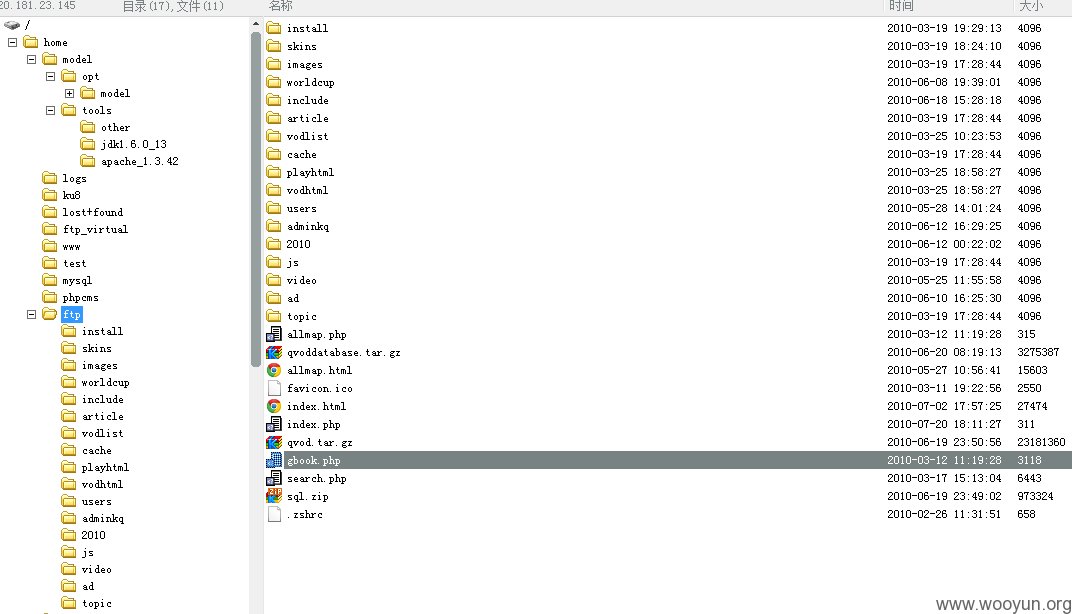 20.181.23.145 目录(17),文件(11) 名称 时间 大小
/
home
model
opt
model
tools
other
jdk1.6.0_13
apache_1.3.42
logs
ku8
lost+found
ftp_virtual
www
test
mysql
phpcms
ftp
install
skins
images
worldcup
include
article
vodlist
cache
playhtml
vodhtml
users
adminkq
2010
js
video
ad
topic
install 2010-03-19 19:29:13 4096
skins 2010-03-19 18:24:10 4096
images 2010-03-19 17:28:44 4096
worldcup 2010-06-08 19:39:01 4096
include 2010-06-18 15:28:18 4096
article 2010-03-19 17:28:44 4096
vodlist 2010-03-25 10:23:53 4096
cache 2010-03-19 17:28:44 4096
playhtml 2010-03-25 18:58:27 4096
vodhtml 2010-03-25 18:58:27 4096
users 2010-05-28 14:01:24 4096
adminkq 2010-06-12 16:29:25 4096
2010 2010-06-12 00:22:02 4096
js 2010-03-19 17:28:44 4096
video 2010-05-25 11:55:58 4096
ad 2010-06-10 16:25:30 4096
topic 2010-03-19 17:28:44 4096
allmap.php 2010-03-12 11:19:28 315
qvoddatabase.tar.gz 2010-06-20 08:19:13 3275387
allmap.html 2010-05-27 10:56:41 15603
favicon.ico 2010-03-11 19:22:56 2550
index.html 2010-07-02 17:57:25 27474
index.php 2010-07-20 18:11:27 311
qvod.tar.gz 2010-06-19 23:50:56 23181360
gbook.php 2010-03-12 11:19:28 3118
search.php 2010-03-17 15:13:04 6443
sql.zip 2010-06-19 23:49:02 973324
.zshrc 2010-02-26 11:31:51 658
www.wooyun.org